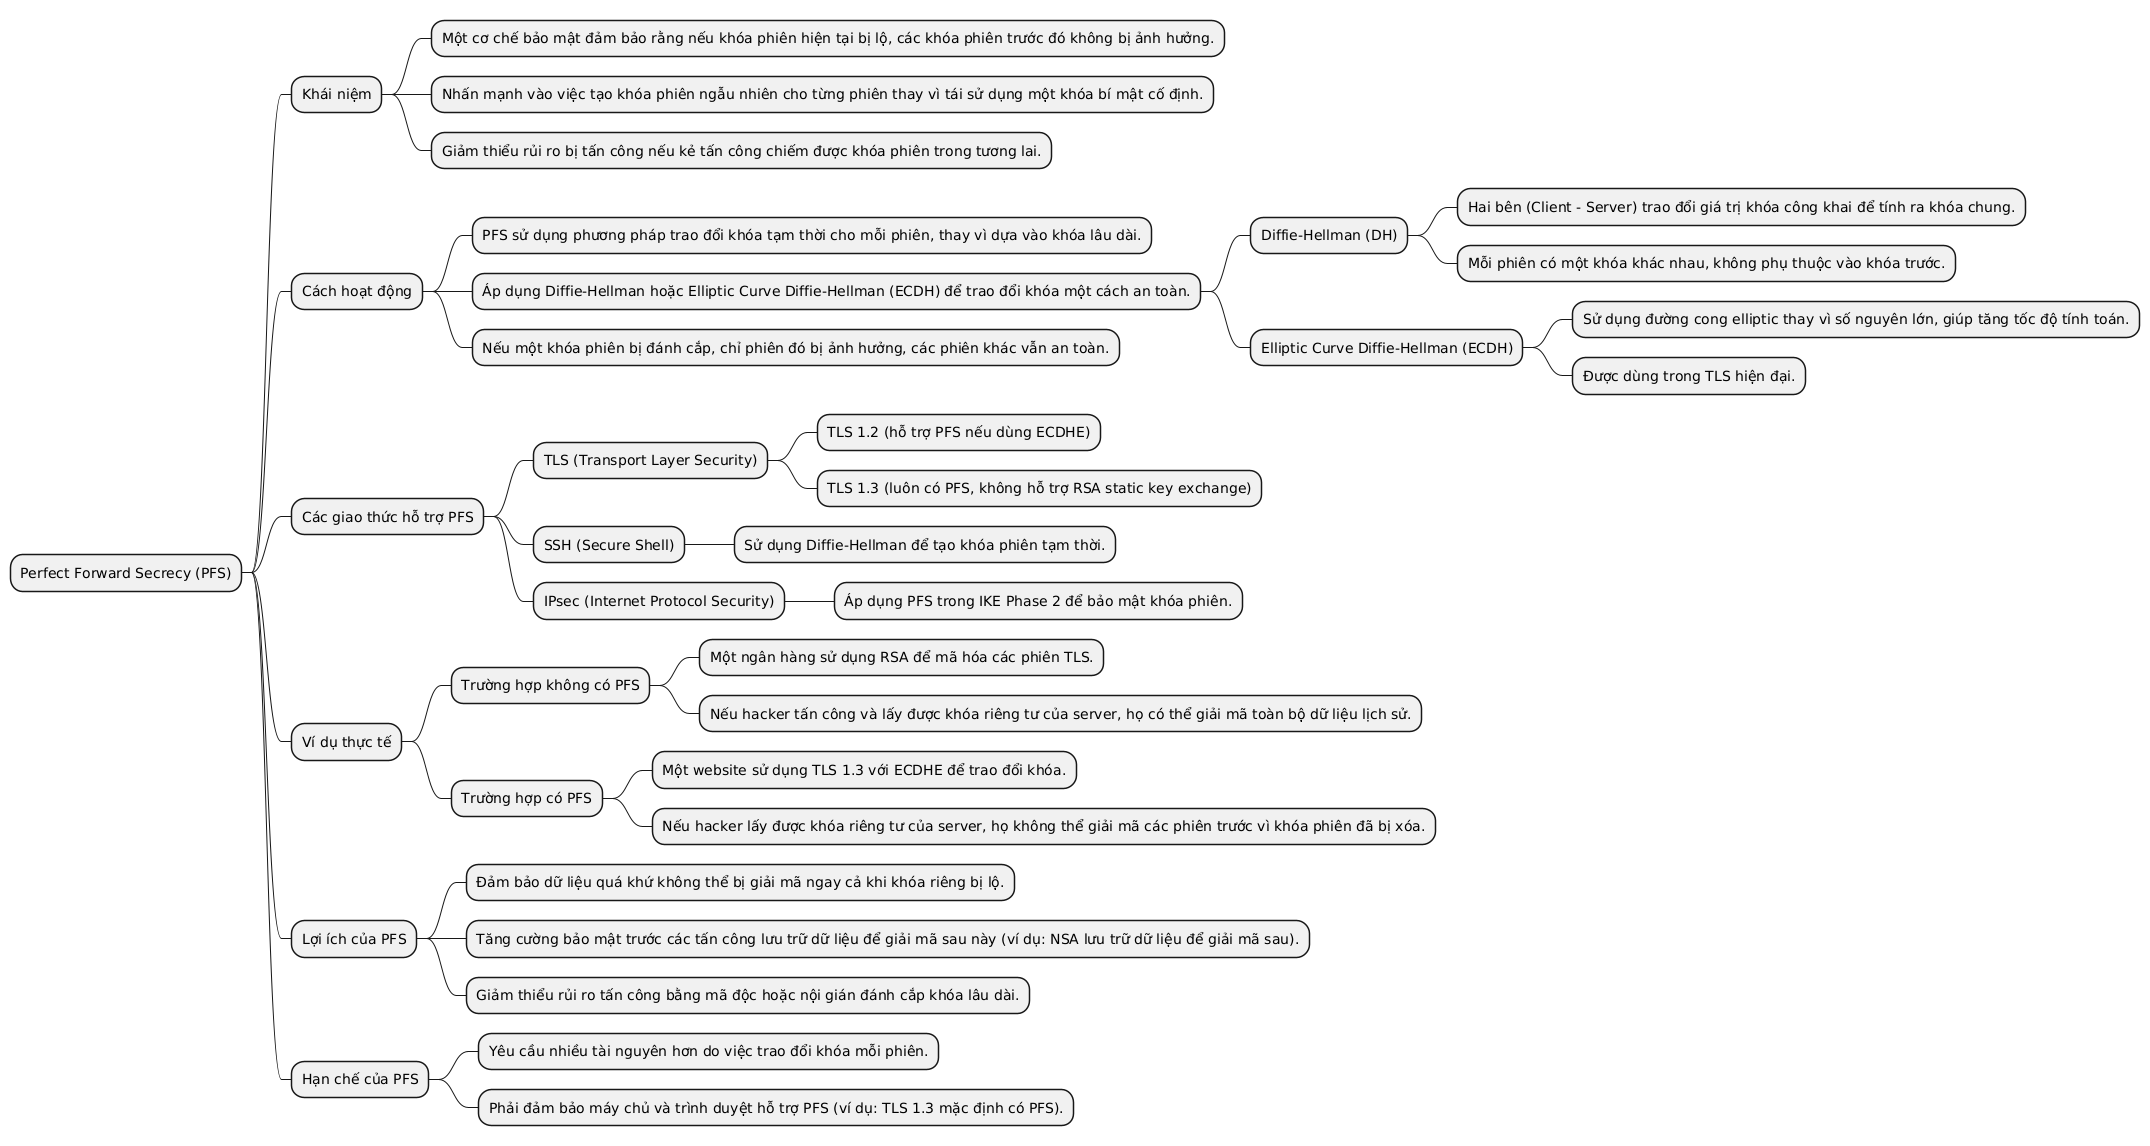 Perfect Forward Secrecy (PFS)
Khái niệm
Một cơ chế bảo mật đảm bảo rằng nếu khóa phiên hiện tại bị lộ, các khóa phiên trước đó không bị ảnh hưởng.
Nhấn mạnh vào việc tạo khóa phiên ngẫu nhiên cho từng phiên thay vì tái sử dụng một khóa bí mật cố định.
Giảm thiểu rủi ro bị tấn công nếu kẻ tấn công chiếm được khóa phiên trong tương lai.
Cách hoạt động
PFS sử dụng phương pháp trao đổi khóa tạm thời cho mỗi phiên, thay vì dựa vào khóa lâu dài.
Áp dụng Diffie-Hellman hoặc Elliptic Curve Diffie-Hellman (ECDH) để trao đổi khóa một cách an toàn.
Diffie-Hellman (DH)
Hai bên (Client - Server) trao đổi giá trị khóa công khai để tính ra khóa chung.
Mỗi phiên có một khóa khác nhau, không phụ thuộc vào khóa trước.
Elliptic Curve Diffie-Hellman (ECDH)
Sử dụng đường cong elliptic thay vì số nguyên lớn, giúp tăng tốc độ tính toán.
Được dùng trong TLS hiện đại.
Nếu một khóa phiên bị đánh cắp, chỉ phiên đó bị ảnh hưởng, các phiên khác vẫn an toàn.
Các giao thức hỗ trợ PFS
TLS (Transport Layer Security)
TLS 1.2 (hỗ trợ PFS nếu dùng ECDHE)
TLS 1.3 (luôn có PFS, không hỗ trợ RSA static key exchange)
SSH (Secure Shell)
Sử dụng Diffie-Hellman để tạo khóa phiên tạm thời.
IPsec (Internet Protocol Security)
Áp dụng PFS trong IKE Phase 2 để bảo mật khóa phiên.
Ví dụ thực tế
Trường hợp không có PFS
Một ngân hàng sử dụng RSA để mã hóa các phiên TLS.
Nếu hacker tấn công và lấy được khóa riêng tư của server, họ có thể giải mã toàn bộ dữ liệu lịch sử.
Trường hợp có PFS
Một website sử dụng TLS 1.3 với ECDHE để trao đổi khóa.
Nếu hacker lấy được khóa riêng tư của server, họ không thể giải mã các phiên trước vì khóa phiên đã bị xóa.
Lợi ích của PFS
Đảm bảo dữ liệu quá khứ không thể bị giải mã ngay cả khi khóa riêng bị lộ.
Tăng cường bảo mật trước các tấn công lưu trữ dữ liệu để giải mã sau này (ví dụ: NSA lưu trữ dữ liệu để giải mã sau).
Giảm thiểu rủi ro tấn công bằng mã độc hoặc nội gián đánh cắp khóa lâu dài.
Hạn chế của PFS
Yêu cầu nhiều tài nguyên hơn do việc trao đổi khóa mỗi phiên.
Phải đảm bảo máy chủ và trình duyệt hỗ trợ PFS (ví dụ: TLS 1.3 mặc định có PFS).